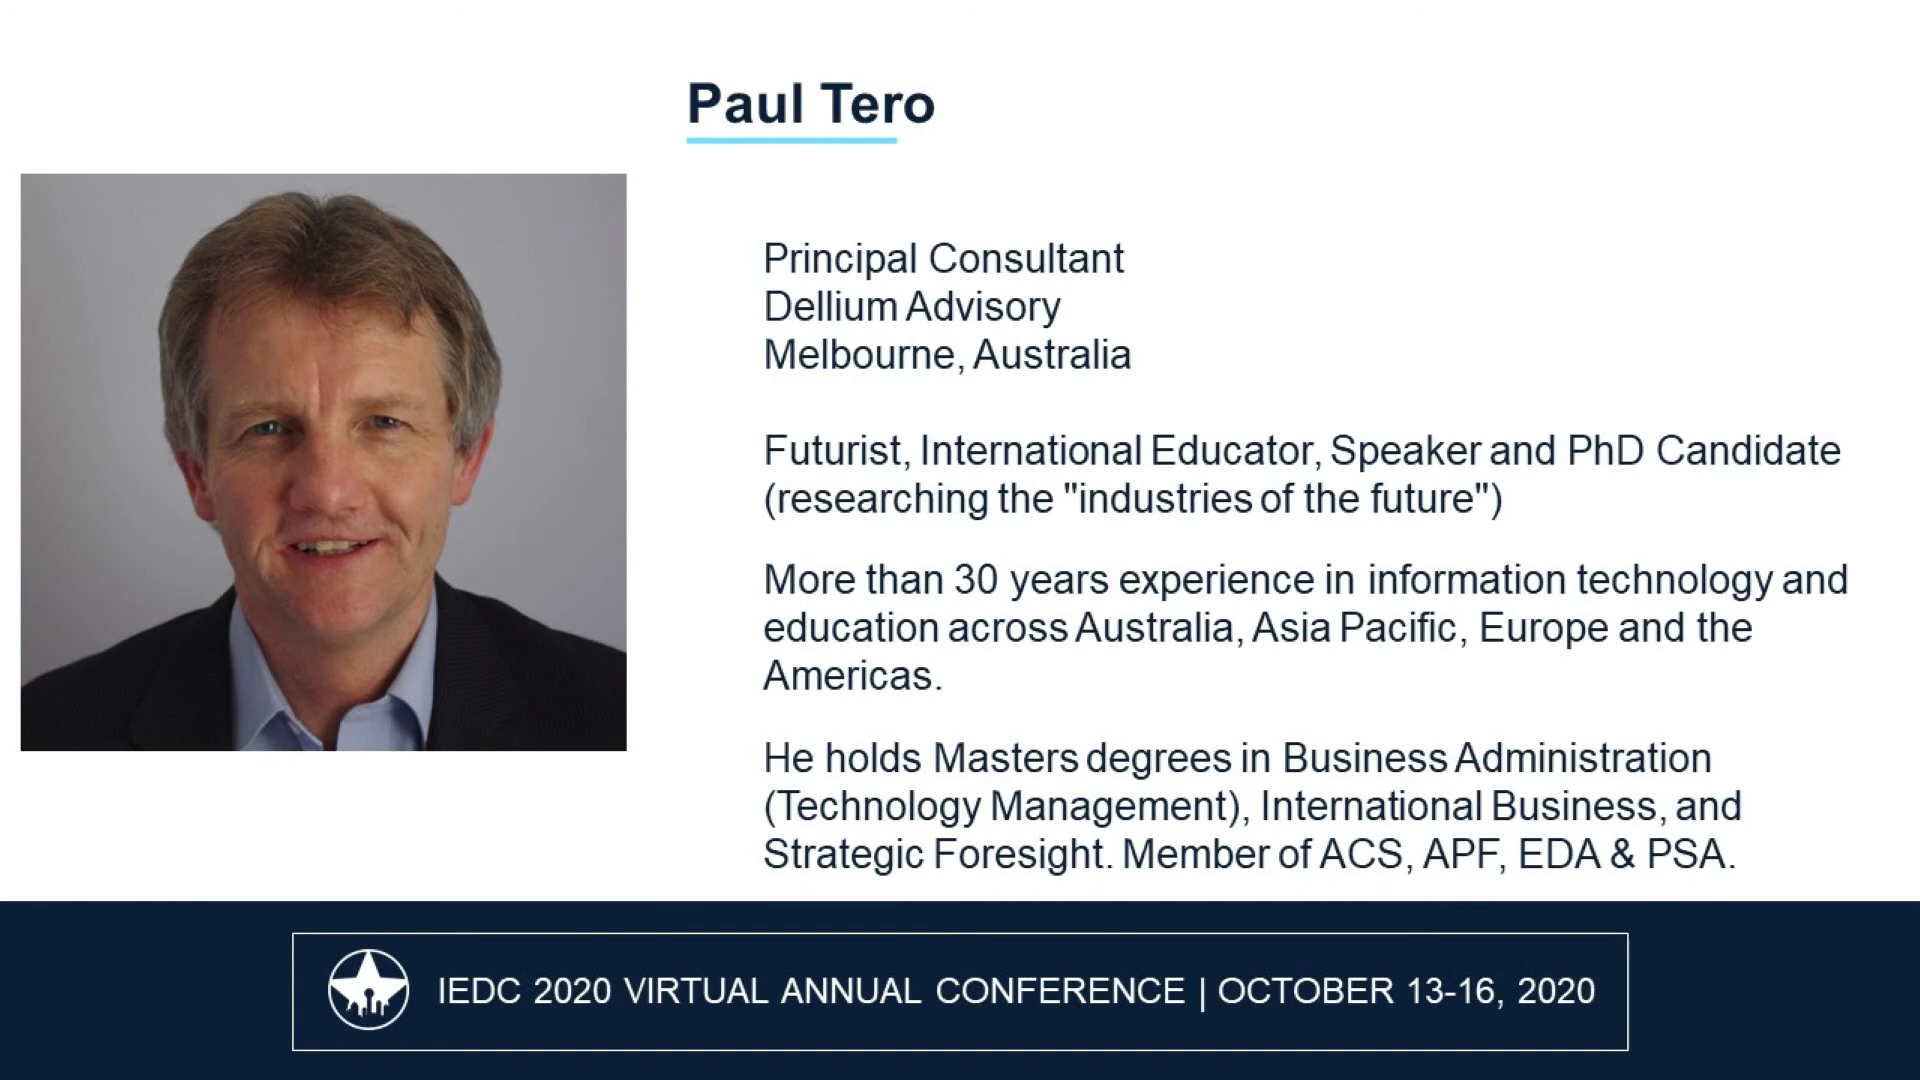 Paul Tero
Principal Consultant
Dellium Advisory
Melbourne, Australia
Futurist, International Educator, Speaker and PhD Candidate
(researching the "industries of the future")
More than 30 years experience in information technology and
education across Australia, Asia Pacific, Europe and the
Americas.
He holds Masters degrees in Business Administration
(Technology Management), International Business, and
Strategic Foresight. Member of ACS, APF, EDA & PSA.
IEDC 2020 VIRTUAL ANNUAL CONFERENCE | OCTOBER 13-16, 2020